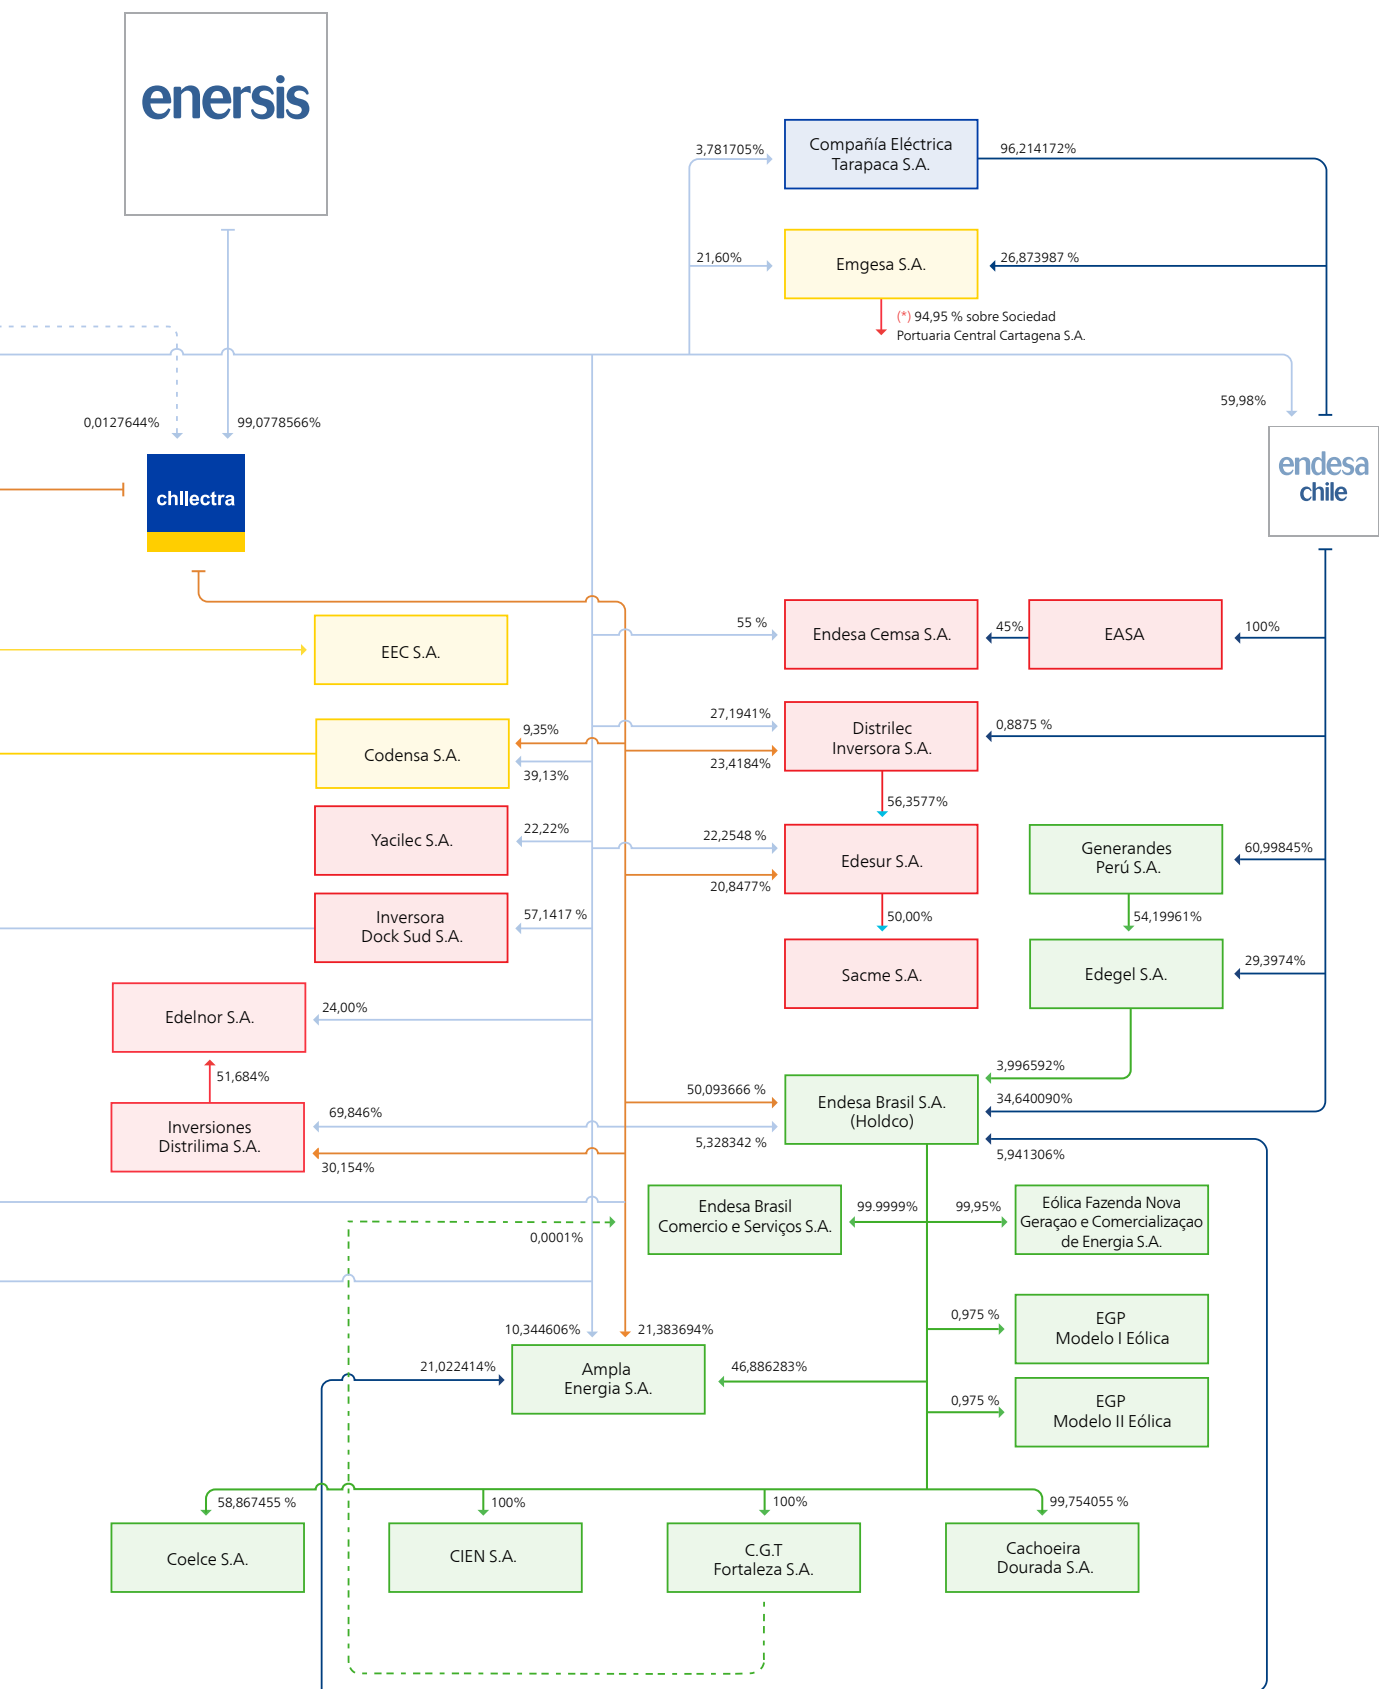 enersis
3,781705%
Compañía Eléctrica
Tarapaca S.A.
96,214172%
21,60%
Emgesa S.A.
26,873987 %
(*) 94,95 % sobre Sociedad
Portuaria Central Cartagena S.A.
0,0127644%
99,0778566%
59,98%
chilectra
endesa
chile
EEC S.A.
55 %
Endesa Cemsa S.A.
45%
EASA
100%
Codensa S.A.
9,35%
39,13%
27,1941%
23,4184%
Distrilec
Inversora S.A.
0,8875 %
56,3577%
Yacilec S.A.
22,22%
22,2548 %
20,8477%
Edesur S.A.
Generandes
Perú S.A.
60,99845%
50,00%
54,19961%
Inversora
Dock Sud S.A.
57,1417 %
Sacme S.A.
Edegel S.A.
29,3974%
Edelnor S.A.
24,00%
51,684%
3,996592%
50,093666 %
Endesa Brasil S.A.
(Holdco)
34,640090%
Inversiones
Distrilima S.A.
69,846%
30,154%
5,328342 %
5,941306%
Endesa Brasil
Comercio e Serviços S.A.
99.9999%
99,95%
Eólica Fazenda Nova
Geraçao e Comercializaçao
de Energia S.A.
0,0001%
0,975 %
EGP
Modelo I Eólica
10,344606%
21,383694%
21,022414%
Ampla
Energia S.A.
46,886283%
0,975 %
EGP
Modelo II Eólica
58,867455 %
100%
100%
99,754055 %
Coelce S.A.
CIEN S.A.
C.G.T
Fortaleza S.A.
Cachoeira
Dourada S.A.